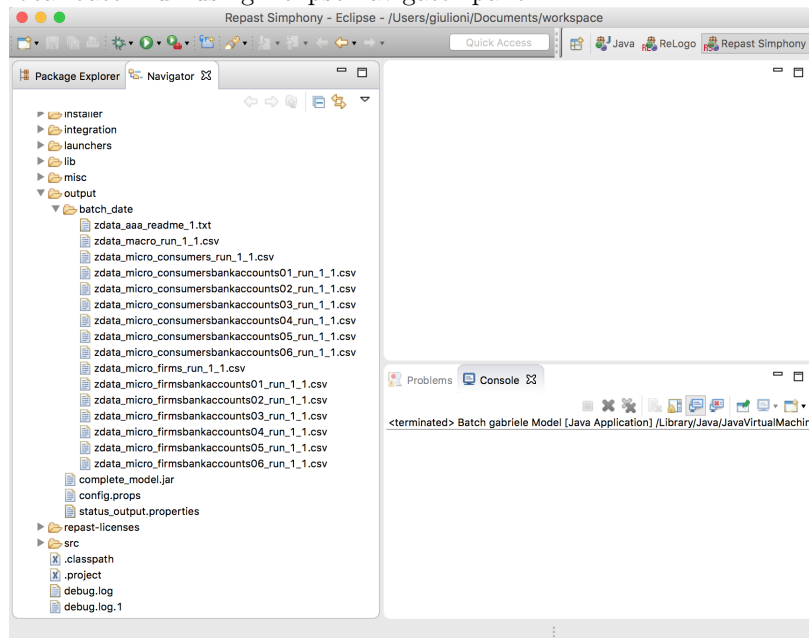 Repast Simphony - Eclipse - /Users/giulioni/Documents/workspace
Quick Access
Java
ReLogo
Repast Simphony
Package Explorer
Navigator
installer
integration
launchers
lib
misc
output
batch_date
zdata_aaa_readme_1.txt
zdata_macro_run_1_1.csv
zdata_micro_consumers_run_1_1.csv
zdata_micro_consumersbankaccounts01_run_1_1.csv
zdata_micro_consumersbankaccounts02_run_1_1.csv
zdata_micro_consumersbankaccounts03_run_1_1.csv
zdata_micro_consumersbankaccounts04_run_1_1.csv
zdata_micro_consumersbankaccounts05_run_1_1.csv
zdata_micro_consumersbankaccounts06_run_1_1.csv
zdata_micro_firms_run_1_1.csv
zdata_micro_firmsbankaccounts01_run_1_1.csv
zdata_micro_firmsbankaccounts02_run_1_1.csv
zdata_micro_firmsbankaccounts03_run_1_1.csv
zdata_micro_firmsbankaccounts04_run_1_1.csv
zdata_micro_firmsbankaccounts05_run_1_1.csv
zdata_micro_firmsbankaccounts06_run_1_1.csv
complete_model.jar
config.props
status_output.properties
repast-licenses
src
.classpath
.project
debug.log
debug.log.1
Problems
Console
<terminated> Batch gabriele Model [Java Application] /Library/Java/JavaVirtualMachin